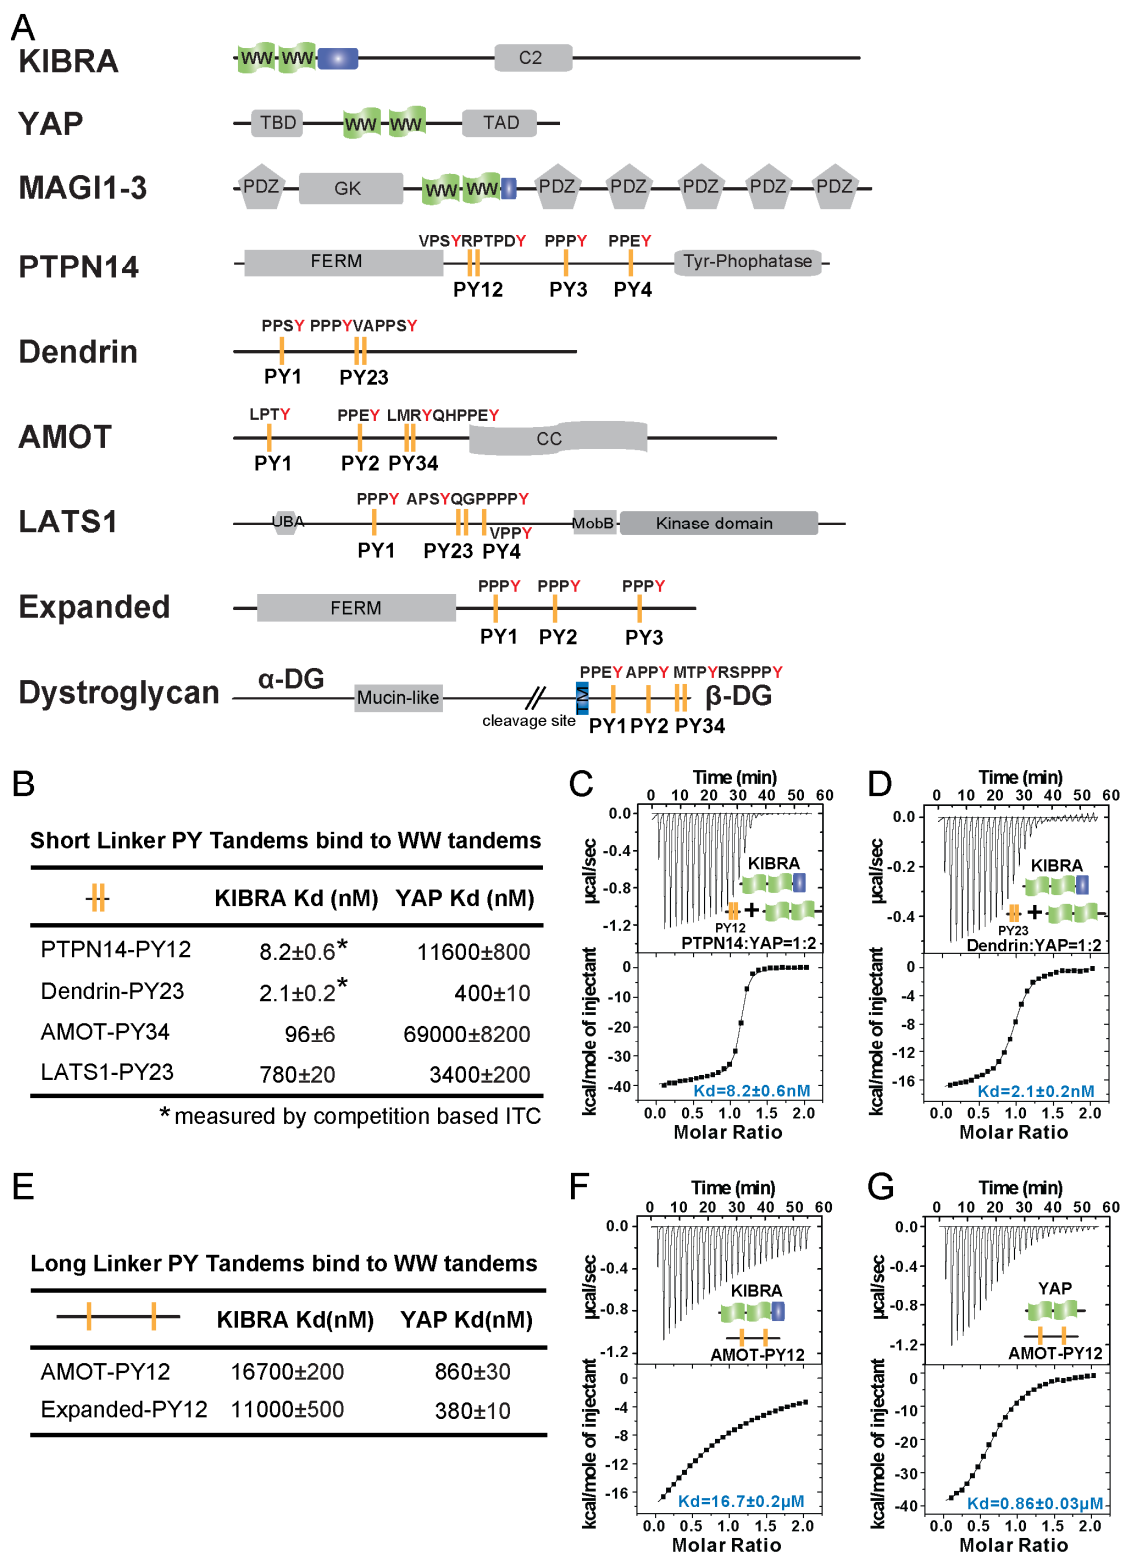 A
KIBRA
WW WW C2
YAP
TBD WW WW TAD
MAGI1-3
PDZ GK WW WW PDZ PDZ PDZ PDZ PDZ
VPSYRPTPDY PPPY PPEY
PTPN14
FERM Tyr-Phophatase
PY12 PY3 PY4
PPSY PPPYVAPPSY
Dendrin
PY1 PY23
LPTY PPEY LMRYQHPPEY
AMOT
CC
PY1 PY2 PY34
PPPY APSYQGPPPPY
LATS1
UBA MobB Kinase domain
VPPY
PY1 PY23 PY4
PPPY PPPY PPPY
Expanded
FERM
PY1 PY2 PY3
PPEY APPY MTPYRSPPPY
Dystroglycan
α-DG Mucin-like TM β-DG
cleavage site
PY1 PY2 PY34
B
Short Linker PY Tandems bind to WW tandems
KIBRA Kd (nM) YAP Kd (nM)
PTPN14-PY12 8.2±0.6* 11600±800
Dendrin-PY23 2.1±0.2* 400±10
AMOT-PY34 96±6 69000±8200
LATS1-PY23 780±20 3400±200
*measured by competition based ITC
C
Time (min)
0 10 20 30 40 50 60
0.0
-0.4
-0.8
-1.2
µcal/sec
KIBRA
PY12 +
PTPN14:YAP=1:2
0
-10
-20
-30
-40
kcal/mole of injectant
Kd=8.2±0.6nM
0.0 0.5 1.0 1.5 2.0
Molar Ratio
D
Time (min)
0 10 20 30 40 50 60
0.0
-0.2
-0.4
µcal/sec
KIBRA
PY23 +
Dendrin:YAP=1:2
0
-4
-8
-12
-16
kcal/mole of injectant
Kd=2.1±0.2nM
0.0 0.5 1.0 1.5 2.0
Molar Ratio
E
Long Linker PY Tandems bind to WW tandems
KIBRA Kd(nM) YAP Kd(nM)
AMOT-PY12 16700±200 860±30
Expanded-PY12 11000±500 380±10
F
Time (min)
0 10 20 30 40 50 60
0.0
-0.4
-0.8
-1.2
µcal/sec
KIBRA
AMOT-PY12
0
-4
-8
-12
-16
kcal/mole of injectant
Kd=16.7±0.2µM
0.0 0.5 1.0 1.5 2.0
Molar Ratio
G
Time (min)
0 10 20 30 40 50 60
0.0
-0.4
-0.8
-1.2
µcal/sec
YAP
AMOT-PY12
0
-10
-20
-30
-40
kcal/mole of injectant
Kd=0.86±0.03µM
0.0 0.5 1.0 1.5 2.0
Molar Ratio